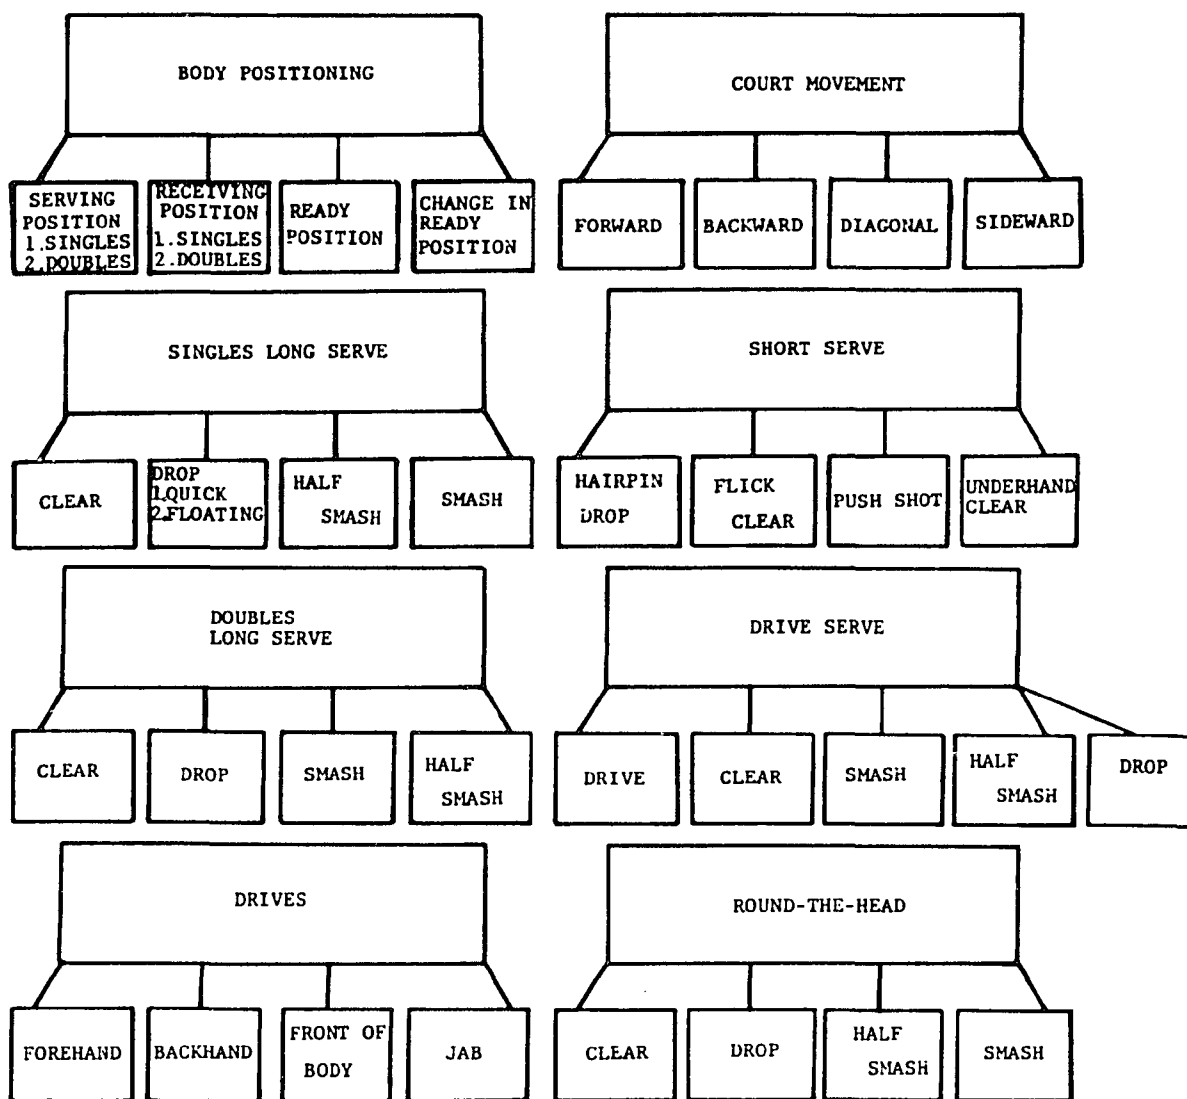 BODY POSITIONING
SERVING
POSITION
1.SINGLES
2.DOUBLES
RECEIVING
POSITION
1.SINGLES
2.DOUBLES
READY
POSITION
CHANGE IN
READY
POSITION
COURT MOVEMENT
FORWARD
BACKWARD
DIAGONAL
SIDEWARD
SINGLES LONG SERVE
CLEAR
DROP
1.QUICK
2.FLOATING
HALF
SMASH
SMASH
SHORT SERVE
HAIRPIN
DROP
FLICK
CLEAR
PUSH SHOT
UNDERHAND
CLEAR
DOUBLES
LONG SERVE
CLEAR
DROP
SMASH
HALF
SMASH
DRIVE SERVE
DRIVE
CLEAR
SMASH
HALF
SMASH
DROP
DRIVES
FOREHAND
BACKHAND
FRONT OF
BODY
JAB
ROUND-THE-HEAD
CLEAR
DROP
HALF
SMASH
SMASH